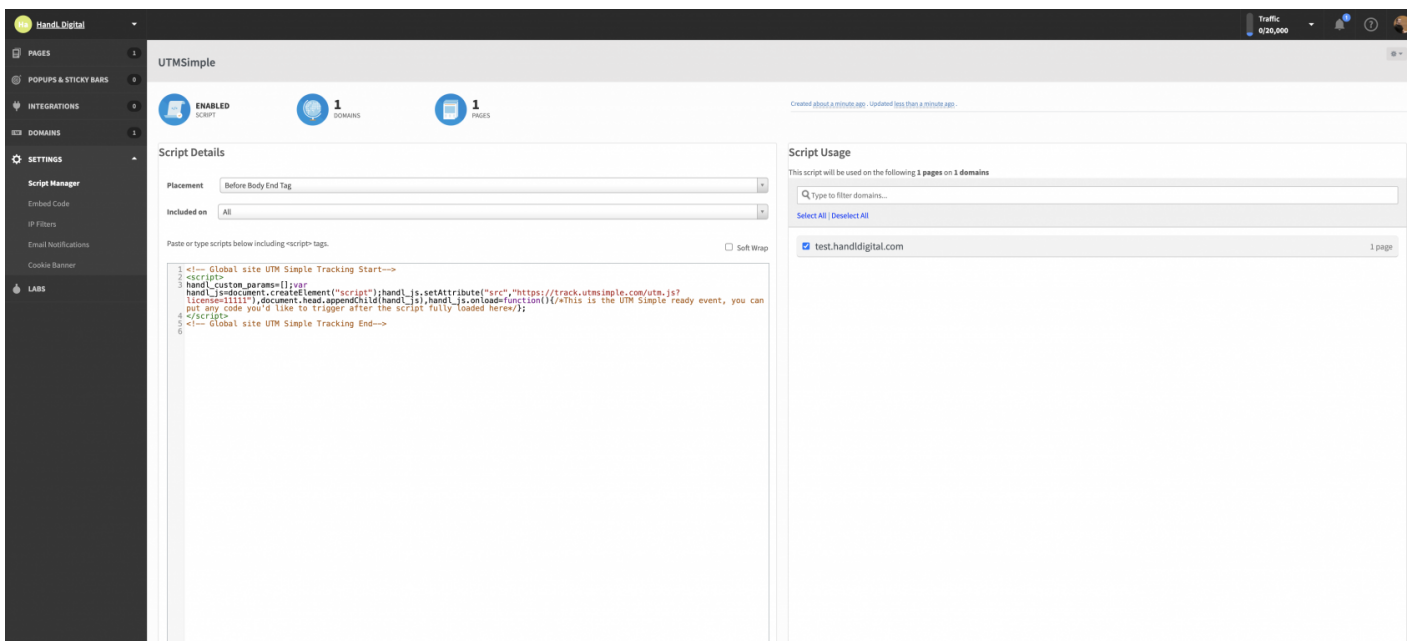 Ha HandL Digital
Traffic
0/20,000
1
PAGES 1
POPUPS & STICKY BARS 0
INTEGRATIONS 0
DOMAINS 1
SETTINGS
Script Manager
Embed Code
IP Filters
Email Notifications
Cookie Banner
LABS
UTMSimple
ENABLED
SCRIPT
1
DOMAINS
1
PAGES
Created about a minute ago . Updated less than a minute ago .
Script Details
Placement Before Body End Tag
Included on All
Paste or type scripts below including <script> tags.
Soft Wrap
1 <!-- Global site UTM Simple Tracking Start-->
2 <script>
3 handl_custom_params=[];var
handl_js=document.createElement("script");handl_js.setAttribute("src","https://track.utmsimple.com/utm.js?
license=11111"),document.head.appendChild(handl_js),handl_js.onload=function(){/*This is the UTM Simple ready event, you can
put any code you'd like to trigger after the script fully loaded here*/};
4 </script>
5 <!-- Global site UTM Simple Tracking End-->
6
Script Usage
This script will be used on the following 1 pages on 1 domains
Type to filter domains...
Select All | Deselect All
test.handldigital.com 1 page